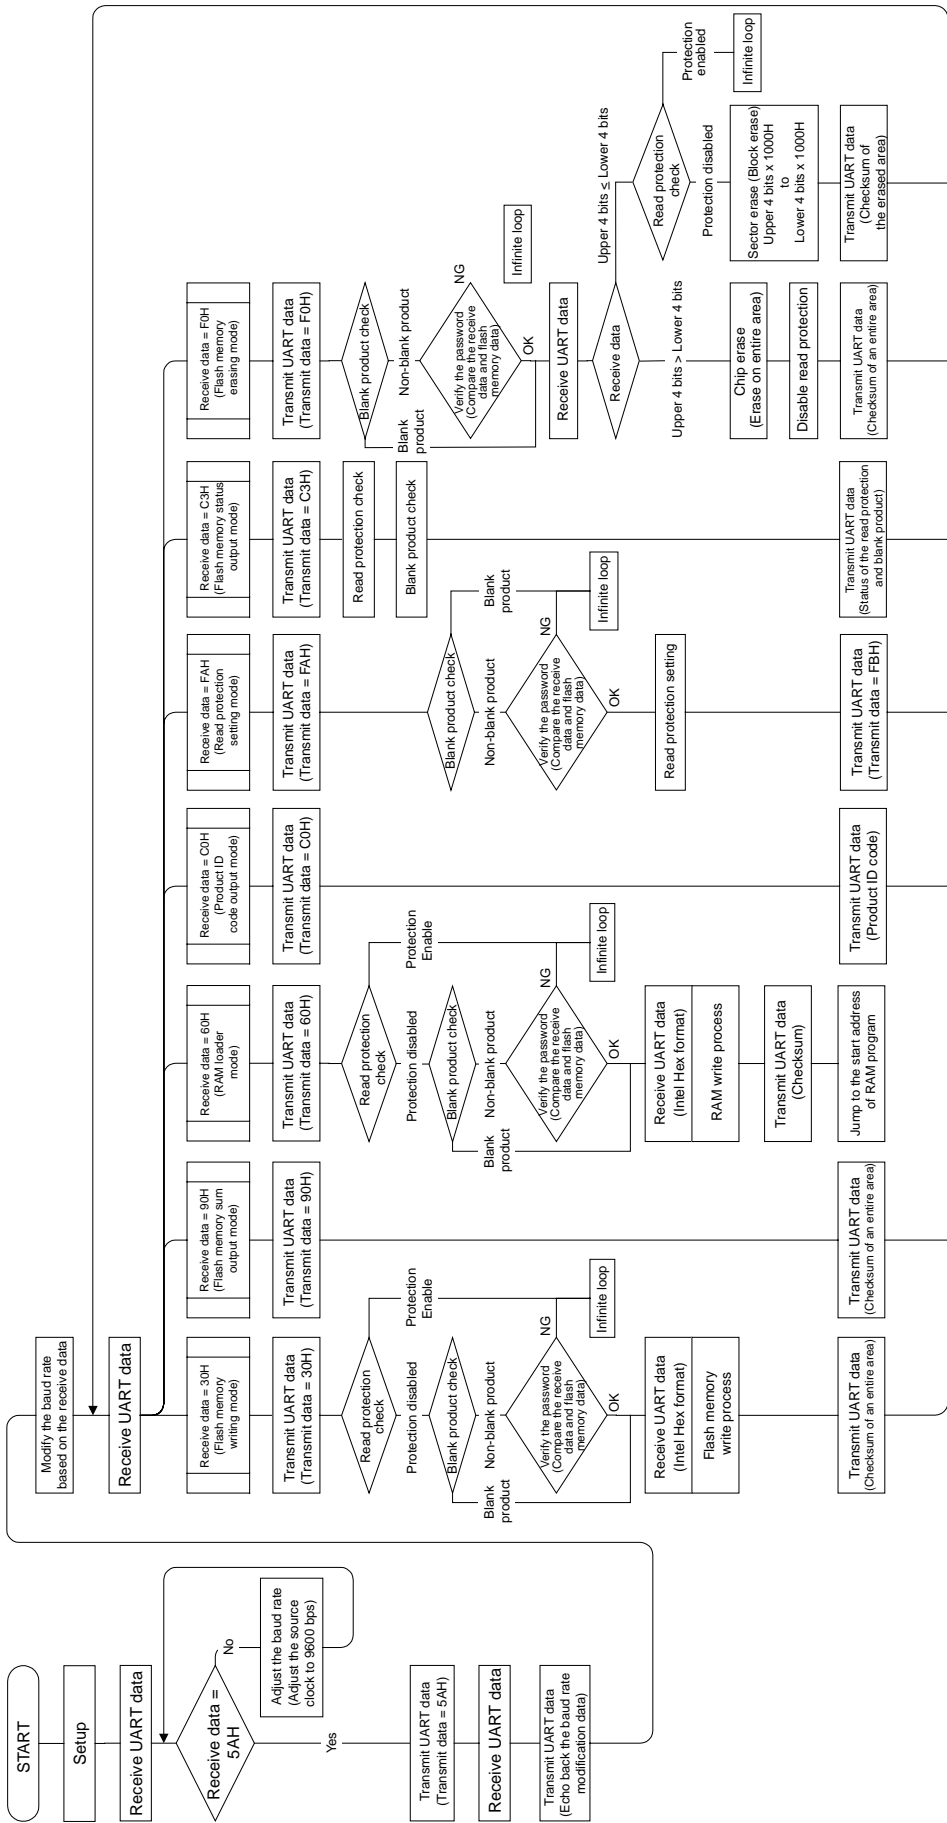 START
Setup
Receive UART data
Receive data =
5AH
No
Adjust the baud rate
(Adjust the source
clock to 9600 bps)
Yes
Transmit UART data
(Transmit data = 5AH)
Receive UART data
Transmit UART data
(Echo back the baud rate
modification data)
Modify the baud rate
based on the receive data
Receive UART data
Receive data = 30H
(Flash memory
writing mode)
Transmit UART data
(Transmit data = 30H)
Read protection
check
Protection
Enable
Protection disabled
Blank product check
Blank
product
Non-blank product
Verify the password
(Compare the receive
data and flash
memory data)
NG
Infinite loop
OK
Receive UART data
(Intel Hex format)
Flash memory
write process
Transmit UART data
(Checksum of an entire area)
Receive data = 90H
(Flash memory sum
output mode)
Transmit UART data
(Transmit data = 90H)
Transmit UART data
(Checksum of an entire area)
Receive data = 60H
(RAM loader
mode)
Transmit UART data
(Transmit data = 60H)
Read protection
check
Protection
Enable
Protection disabled
Blank product check
Blank
product
Non-blank product
Verify the password
(Compare the receive
data and flash
memory data)
NG
Infinite loop
OK
Receive UART data
(Intel Hex format)
RAM write process
Transmit UART data
(Checksum)
Jump to the start address
of RAM program
Receive data = C0H
(Product ID
code output mode)
Transmit UART data
(Transmit data = C0H)
Transmit UART data
(Product ID code)
Receive data = FAH
(Read protection
setting mode)
Transmit UART data
(Transmit data = FAH)
Blank product check
Blank
product
Non-blank product
Verify the password
(Compare the receive
data and flash
memory data)
NG
Infinite loop
OK
Read protection setting
Transmit UART data
(Transmit data = FBH)
Receive data = C3H
(Flash memory status
output mode)
Transmit UART data
(Transmit data = C3H)
Read protection check
Blank product check
Transmit UART data
(Status of the read protection
and blank product)
Receive data = F0H
(Flash memory
erasing mode)
Transmit UART data
(Transmit data = F0H)
Blank product check
Blank
product
Non-blank product
Verify the password
(Compare the receive
data and flash
memory data)
NG
Infinite loop
OK
Receive UART data
Receive data
Upper 4 bits > Lower 4 bits
Upper 4 bits ≤ Lower 4 bits
Chip erase
(Erase on entire area)
Disable read protection
Transmit UART data
(Checksum of an entire area)
Read protection
check
Protection
enabled
Infinite loop
Protection disabled
Sector erase (Block erase)
Upper 4 bits x 1000H
to
Lower 4 bits x 1000H
Transmit UART data
(Checksum of
the erased area)